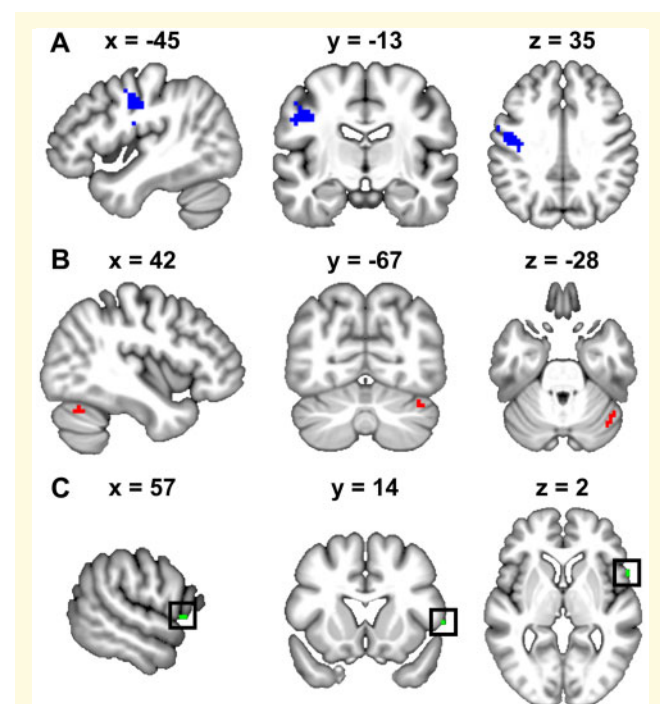 A x = -45 y = -13 z = 35
B x = 42 y = -67 z = -28
C x = 57 y = 14 z = 2